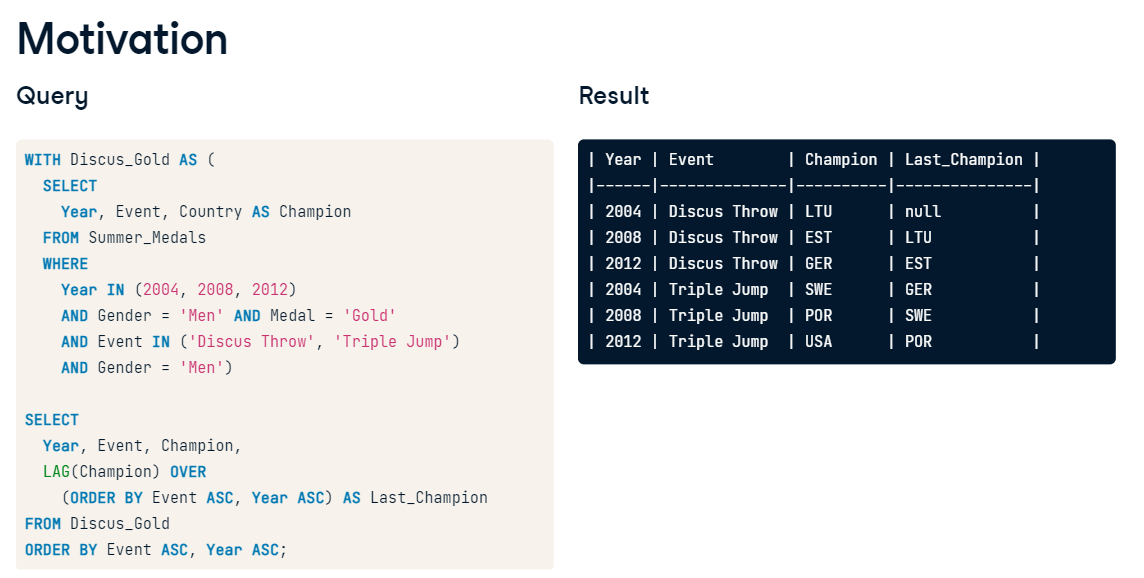 Motivation
Query
WITH Discus_Gold AS (
  SELECT
    Year, Event, Country AS Champion
  FROM Summer_Medals
  WHERE
    Year IN (2004, 2008, 2012)
    AND Gender = 'Men' AND Medal = 'Gold'
    AND Event IN ('Discus Throw', 'Triple Jump')
    AND Gender = 'Men')

SELECT
  Year, Event, Champion,
  LAG(Champion) OVER
    (ORDER BY Event ASC, Year ASC) AS Last_Champion
FROM Discus_Gold
ORDER BY Event ASC, Year ASC;
Result
| Year | Event        | Champion | Last_Champion |
|------|--------------|----------|---------------|
| 2004 | Discus Throw | LTU      | null          |
| 2008 | Discus Throw | EST      | LTU           |
| 2012 | Discus Throw | GER      | EST           |
| 2004 | Triple Jump  | SWE      | GER           |
| 2008 | Triple Jump  | POR      | SWE           |
| 2012 | Triple Jump  | USA      | POR           |